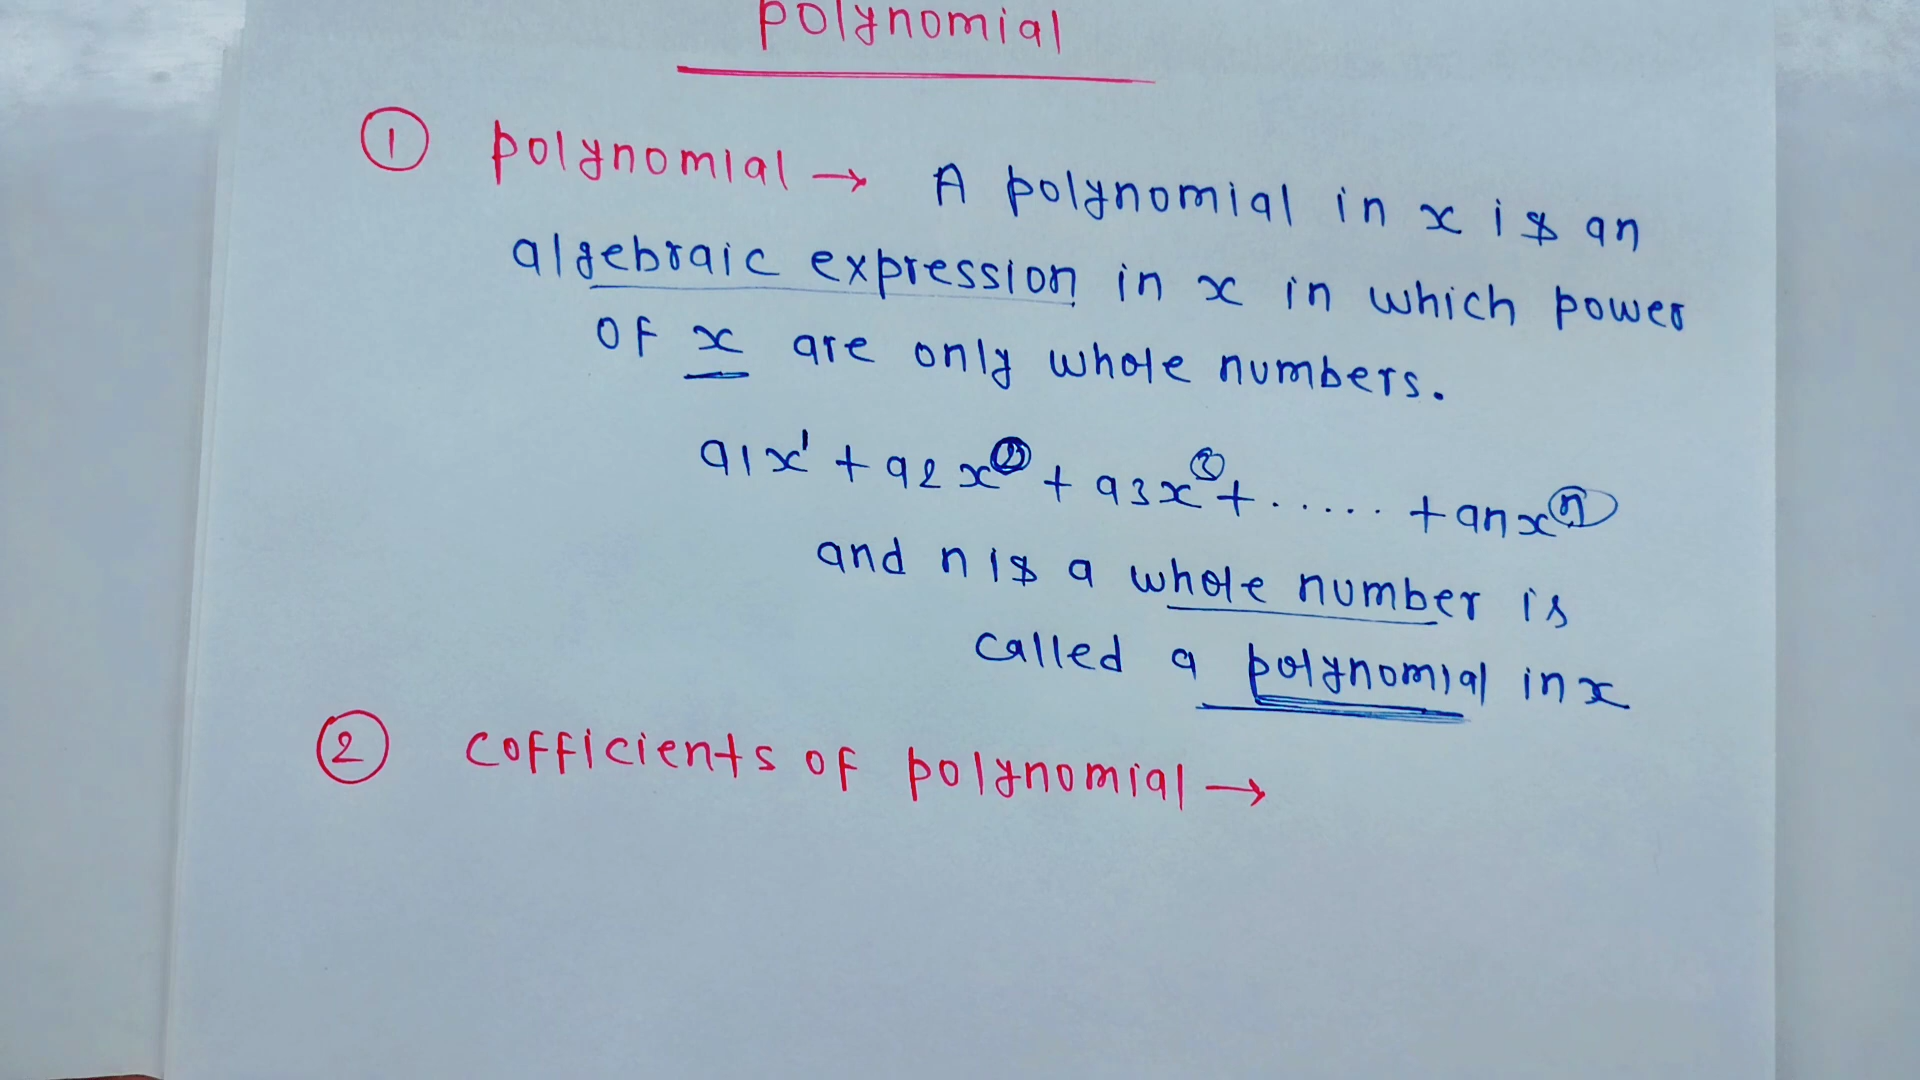 polynomial
① polynomial → A polynomial in x is an
algebraic expression in x in which power
of x are only whole numbers.
a1x¹ + a2x² + a3x³ + ...... + anxⁿ
and n is a whole number is
called a polynomial in x
② cofficients of polynomial →